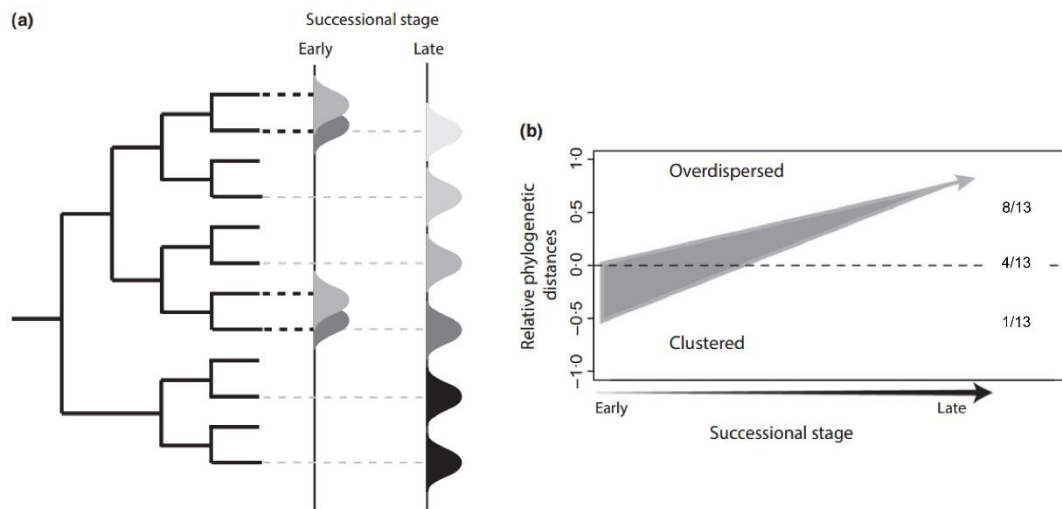 (a)
Successional stage
Early
Late
(b)
Relative phylogenetic
distances
1·0
0·5
0·0
−0·5
−1·0
Overdispersed
Clustered
8/13
4/13
1/13
Early
Late
Successional stage